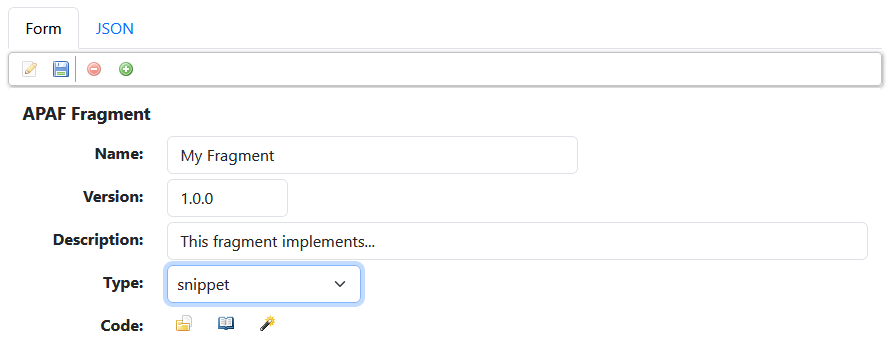 Form JSON
APAF Fragment
Name: My Fragment
Version: 1.0.0
Description: This fragment implements...
Type: snippet
Code: